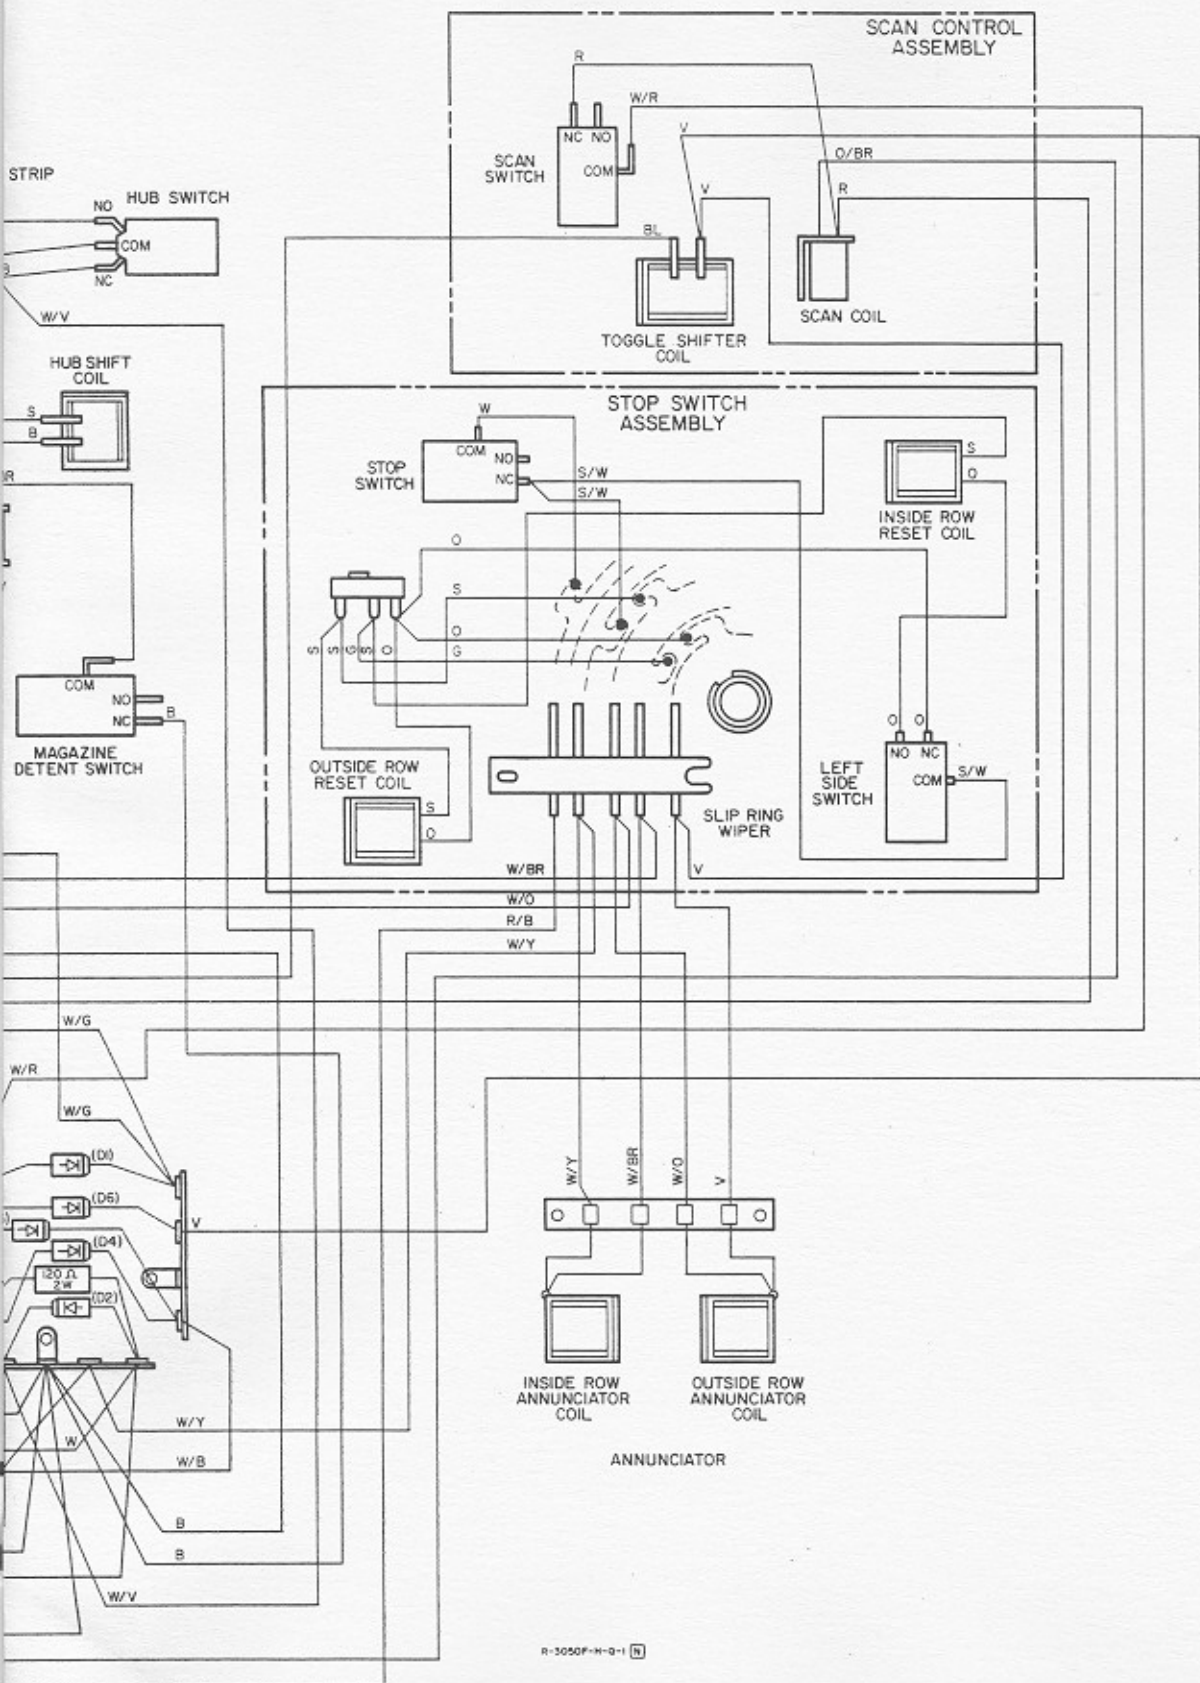 SCAN CONTROL
ASSEMBLY
R
W/R
V
NC NO
COM
SCAN
SWITCH
O/BR
STRIP
HUB SWITCH
NO
COM
NC
V
R
BL
W/V
SCAN COIL
TOGGLE SHIFTER
COIL
HUB SHIFT
COIL
S
B
STOP SWITCH
ASSEMBLY
W
COM
NO
NC
STOP
SWITCH
S/W
S/W
S
O
INSIDE ROW
RESET COIL
O
S
O
G
S
S
G
S
O
COM
NO
NC
B
MAGAZINE
DETENT SWITCH
OUTSIDE ROW
RESET COIL
S
O
SLIP RING
WIPER
O
O
NO NC
COM
S/W
LEFT
SIDE
SWITCH
W/BR
V
W/O
R/B
W/Y
W/G
W/R
W/G
(D1)
(D6)
V
(D4)
120 Ω
2W
(D2)
W/Y
W/BR
W/O
V
INSIDE ROW
ANNUNCIATOR
COIL
OUTSIDE ROW
ANNUNCIATOR
COIL
ANNUNCIATOR
W/Y
W
W/B
B
B
W/V
R-3050F-H-Q-1 N